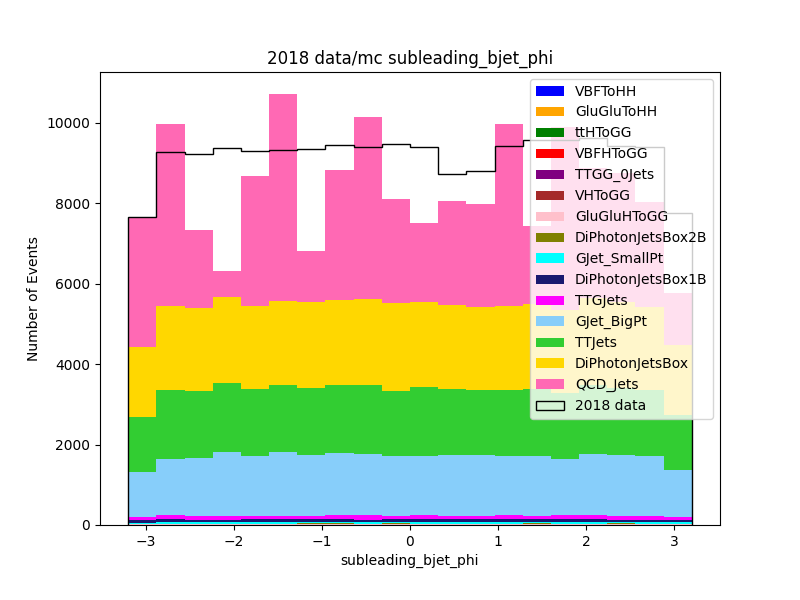 2018 data/mc subleading_bjet_phi
Number of Events
10000
8000
6000
4000
2000
0
VBFToHH
GluGluToHH
ttHToGG
VBFHToGG
TTGG_0Jets
VHToGG
GluGluHToGG
DiPhotonJetsBox2B
GJet_SmallPt
DiPhotonJetsBox1B
TTGJets
GJet_BigPt
TTJets
DiPhotonJetsBox
QCD_Jets
2018 data
−3 −2 −1 0 1 2 3
subleading_bjet_phi